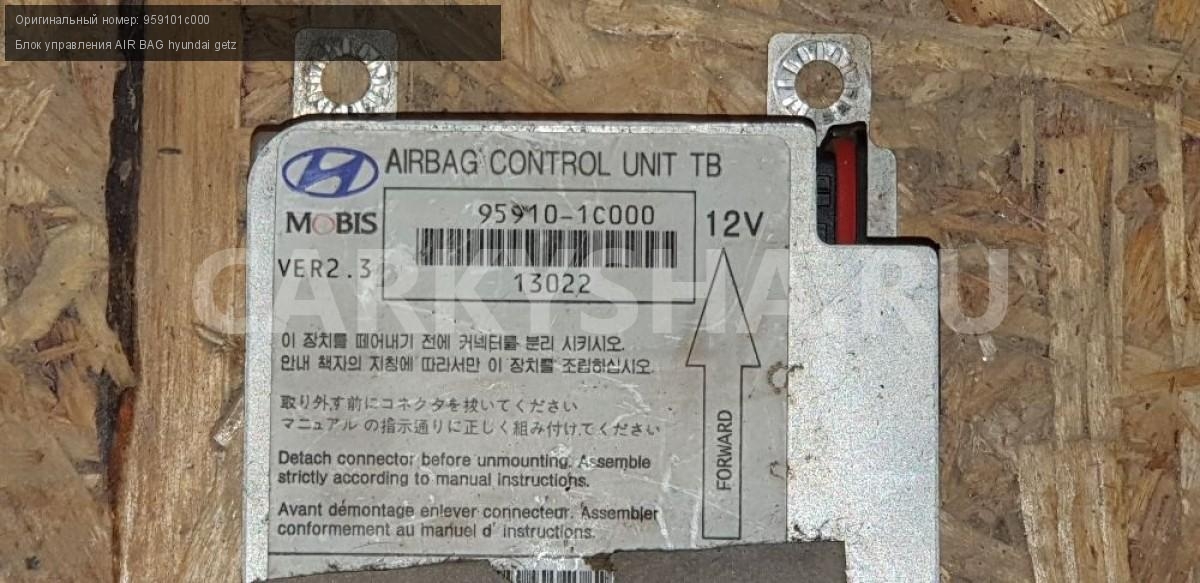 Оригинальный номер: 959101c000
Блок управления AIR BAG hyundai getz
AIRBAG CONTROL UNIT TB
MOBIS
95910-1C000
12V
VER2.3
13022
CARKYSHA.RU
이 장치를 떼어내기 전에 커넥터를 분리 시키시오.
안내 책자의 지침에 따라서만 이 장치를 조립하십시오.
取り外す前にコネクタを抜いてください
マニュアル の指示通りに正しく組み付けてください
FORWARD
Detach connector before unmounting. Assemble
strictly according to manual instructions.
Avant démontage enlever connecteur. Assembler
conformement au manuel d' instructions.